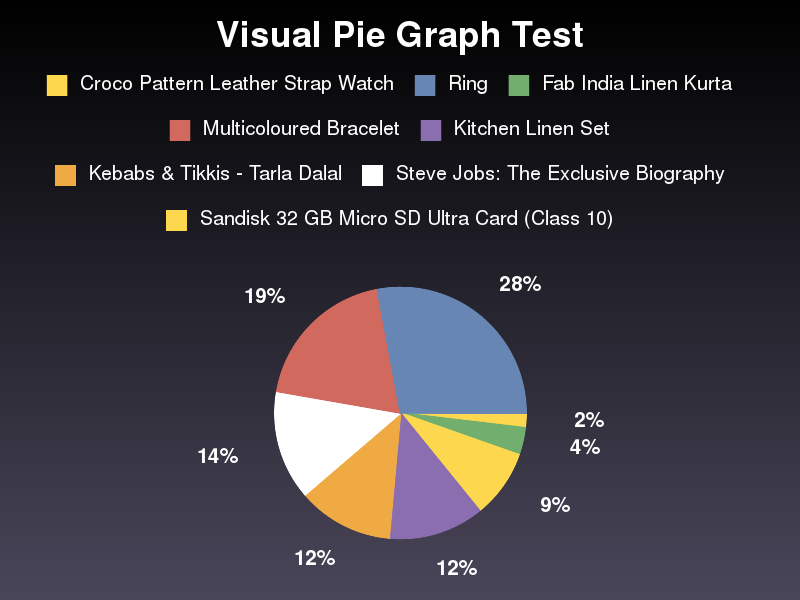 Visual Pie Graph Test
Croco Pattern Leather Strap Watch Ring Fab India Linen Kurta
Multicoloured Bracelet Kitchen Linen Set
Kebabs & Tikkis - Tarla Dalal Steve Jobs: The Exclusive Biography
Sandisk 32 GB Micro SD Ultra Card (Class 10)
28%
19%
2%
4%
14%
9%
12%
12%